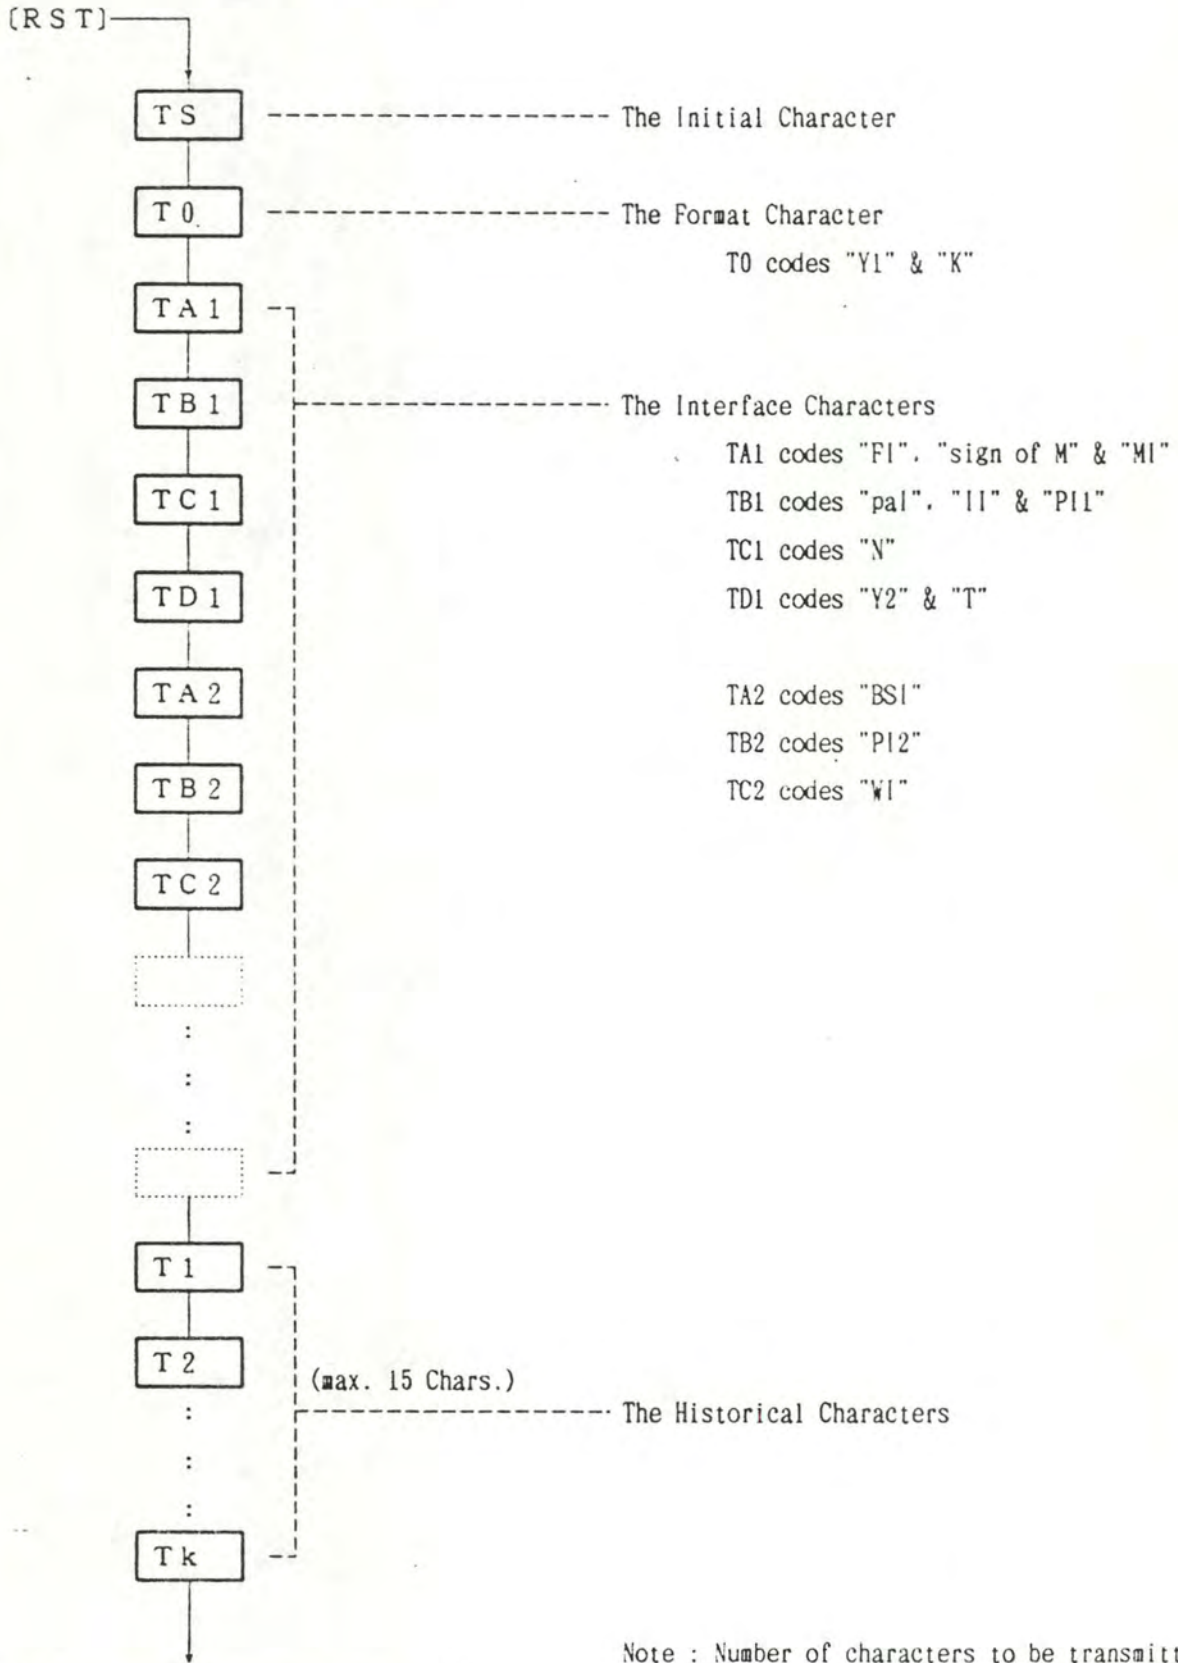 [RST]
TS
The Initial Character
T0
The Format Character
T0 codes "Y1" & "K"
TA1
TB1
The Interface Characters
TA1 codes "FI", "sign of M" & "MI"
TC1
TB1 codes "pal", "II" & "PI1"
TC1 codes "N"
TD1
TD1 codes "Y2" & "T"
TA2
TA2 codes "BSI"
TB2 codes "PI2"
TB2
TC2 codes "WI"
TC2
:
:
:
T1
T2
(max. 15 Chars.)
The Historical Characters
:
:
:
Tk
Note : Number of characters to be transmitt